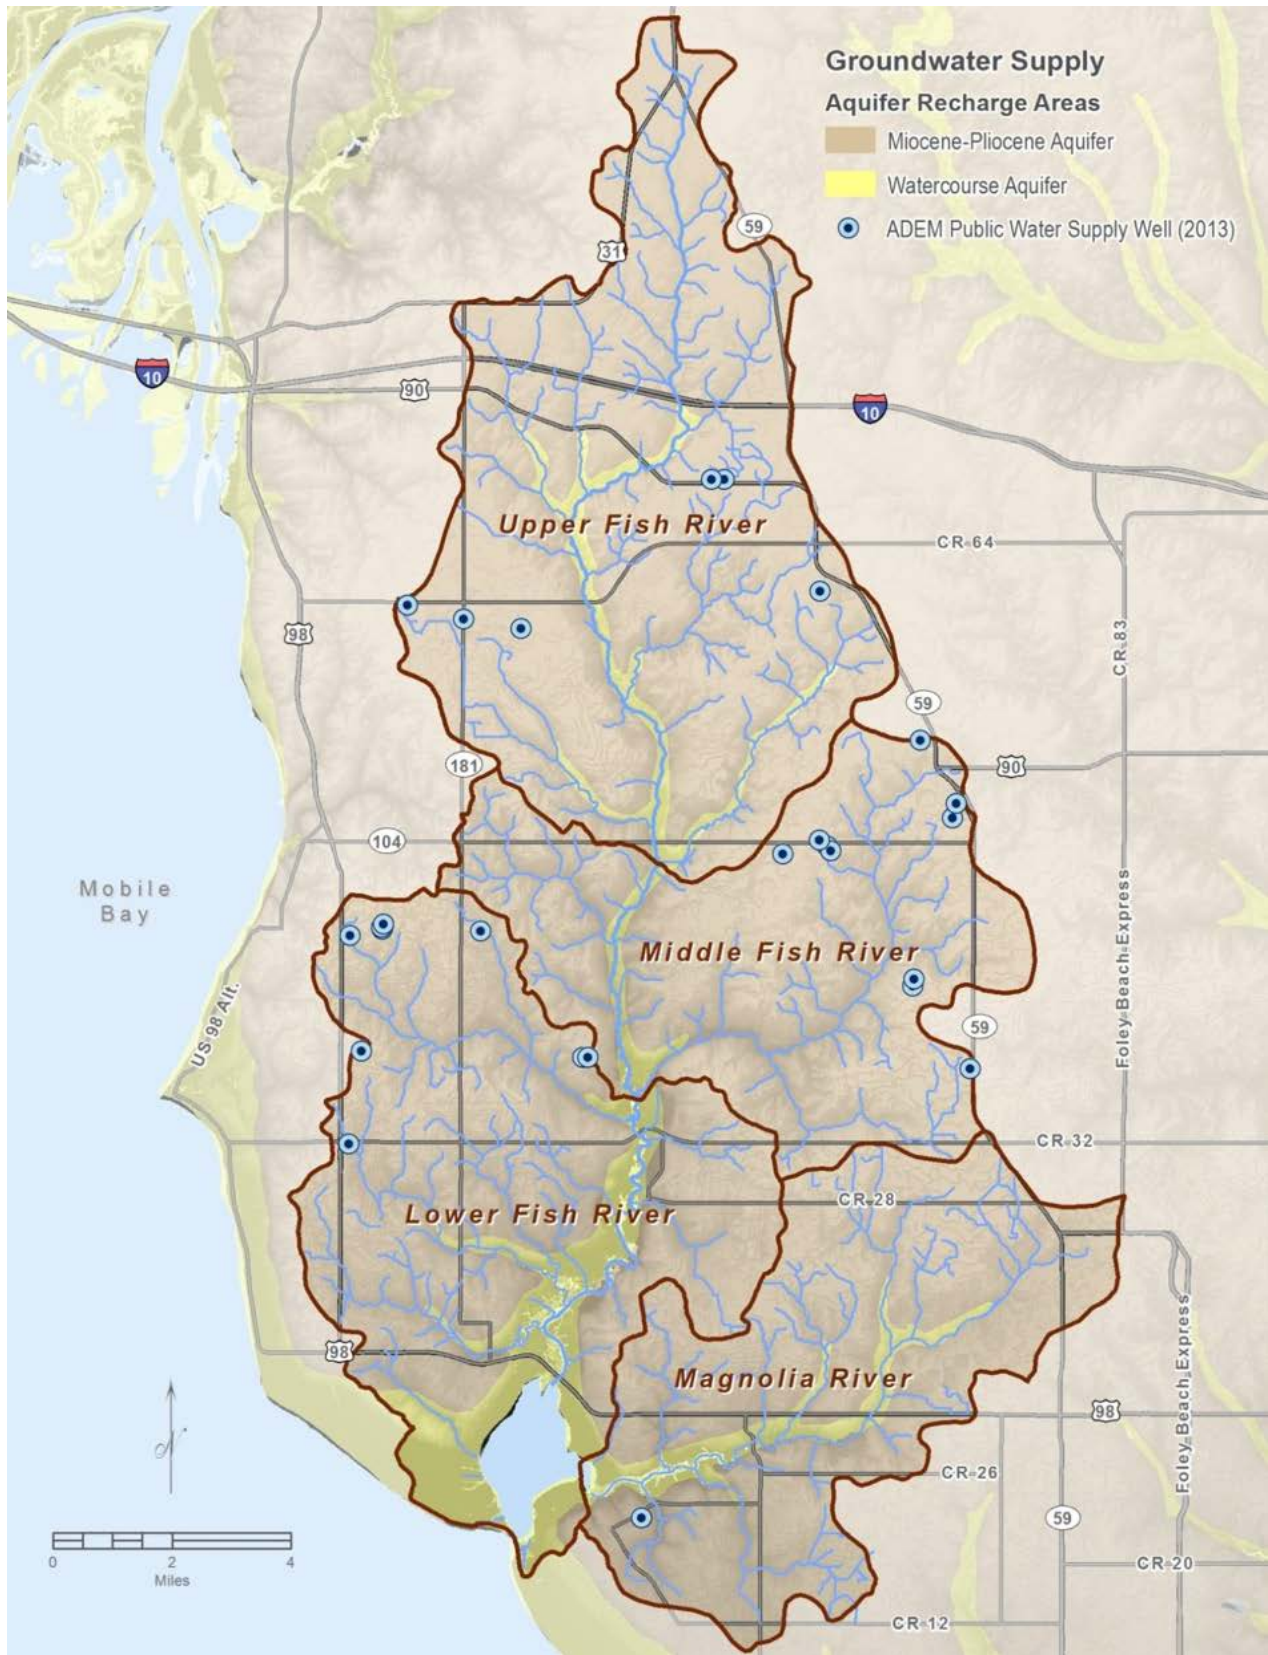 Groundwater Supply
Aquifer Recharge Areas
Miocene-Pliocene Aquifer
Watercourse Aquifer
ADEM Public Water Supply Well (2013)
59
31
10
90
10
Upper Fish River
CR 64
98
CR 83
59
181
90
104
Mobile
Bay
Middle Fish River
Foley Beach Express
US 98 Alt.
59
CR 32
CR 28
Lower Fish River
98
Foley Beach Express
Magnolia River
98
CR 26
59
N
0 2 4
Miles
CR 20
CR 12